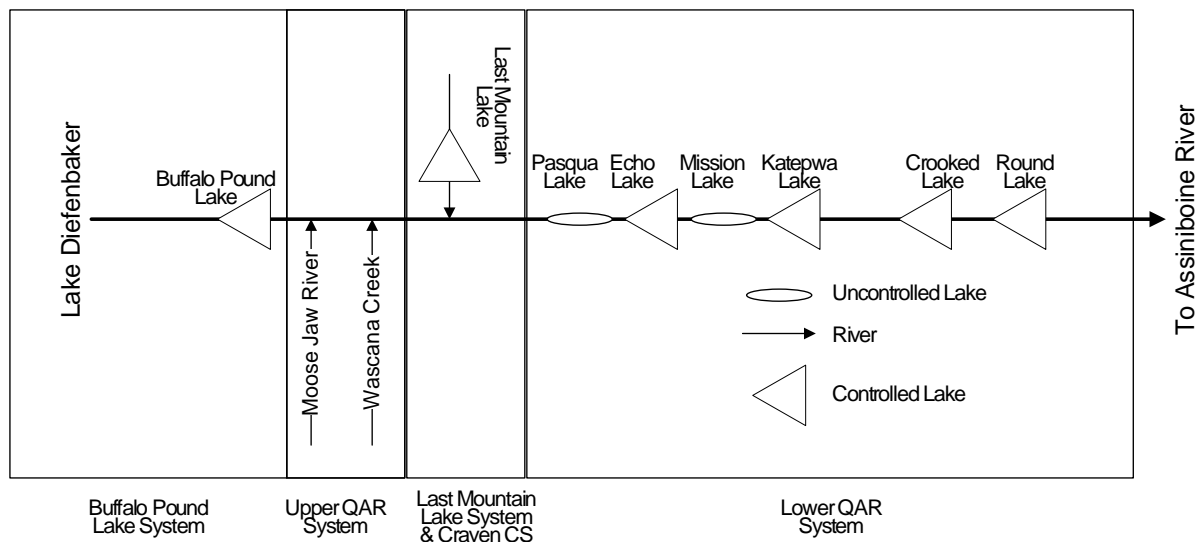 Lake Diefenbaker
Buffalo Pound
Lake
Moose Jaw River
Wascana Creek
Last Mountain
Lake
Pasqua
Lake
Echo
Lake
Mission
Lake
Katepwa
Lake
Crooked
Lake
Round
Lake
To Assiniboine River
Uncontrolled Lake
River
Controlled Lake
Buffalo Pound
Lake System
Upper QAR
System
Last Mountain
Lake System
& Craven CS
Lower QAR
System